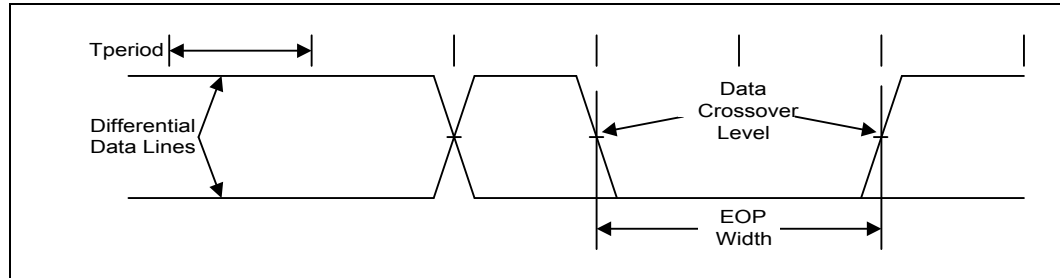 Tperiod
Differential
Data Lines
Data
Crossover
Level
EOP
Width